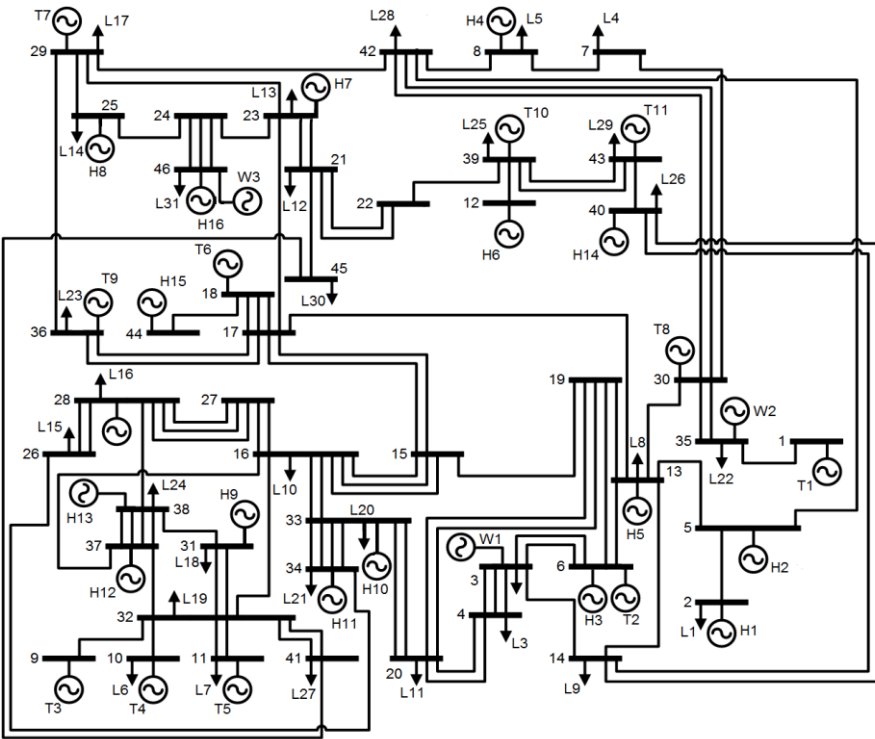 T7 L17 L28 H4 L5 L4
29 42 8 7
L13 H7
25 24 23 L25 T10 L29 T11
L14 H8 46 21 39 43 L26
W3
L31 H16 L12 22 12 40
H6 H14
T6 45
T9 H15 18 L30
L23
36 44 17 T8
L16 19 30
28 27 W2
L15 L8 35 1
26 16 15 13 L22 T1
L10
L24 H9
H13 38 33 L20 W1 5
37 31 H5 H2
L18 34 3 6
H12 L21 H11 H10 H3 T2 2
L19 4 L1 H1
32 L3
9 10 11 41 20 14
L6 L7 L27 L11 L9
T3 T4 T5